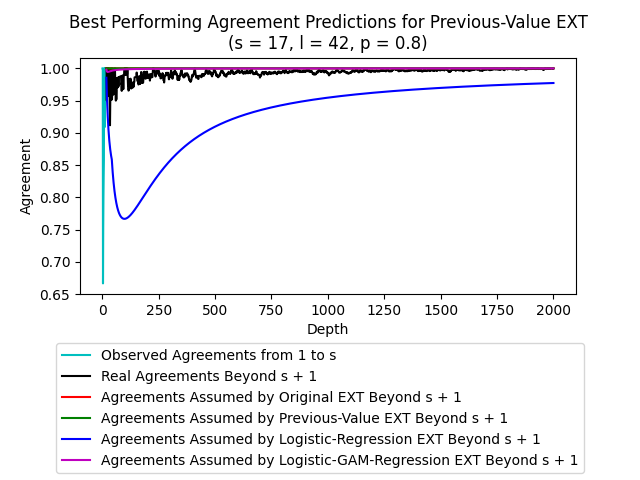 Best Performing Agreement Predictions for Previous-Value EXT
(s = 17, l = 42, p = 0.8)
1.00
0.95
0.90
0.85
0.80
0.75
0.70
0.65
Agreement
0 250 500 750 1000 1250 1500 1750 2000
Depth
Observed Agreements from 1 to s
Real Agreements Beyond s + 1
Agreements Assumed by Original EXT Beyond s + 1
Agreements Assumed by Previous-Value EXT Beyond s + 1
Agreements Assumed by Logistic-Regression EXT Beyond s + 1
Agreements Assumed by Logistic-GAM-Regression EXT Beyond s + 1